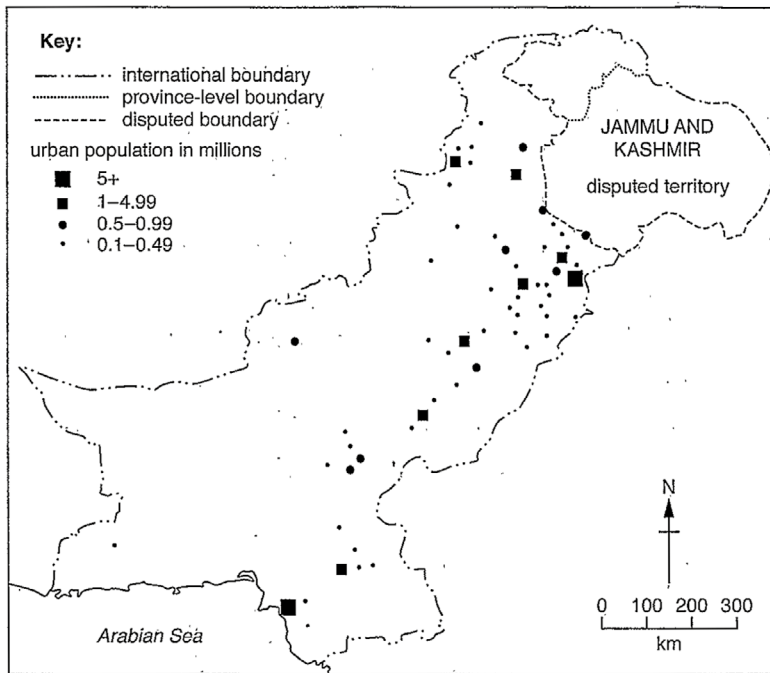 Key:
international boundary
province-level boundary
disputed boundary
urban population in millions
5+
1–4.99
0.5–0.99
0.1–0.49
JAMMU AND
KASHMIR
disputed territory
N
0 100 200 300
km
Arabian Sea